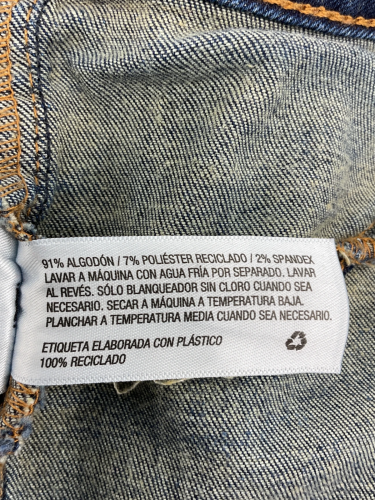 91% ALGODÓN / 7% POLIÉSTER RECICLADO / 2% SPANDEX
LAVAR A MÁQUINA CON AGUA FRÍA POR SEPARADO. LAVAR
AL REVÉS. SÓLO BLANQUEADOR SIN CLORO CUANDO SEA
NECESARIO. SECAR A MÁQUINA A TEMPERATURA BAJA.
PLANCHAR A TEMPERATURA MEDIA CUANDO SEA NECESARIO.
ETIQUETA ELABORADA CON PLÁSTICO
100% RECICLADO